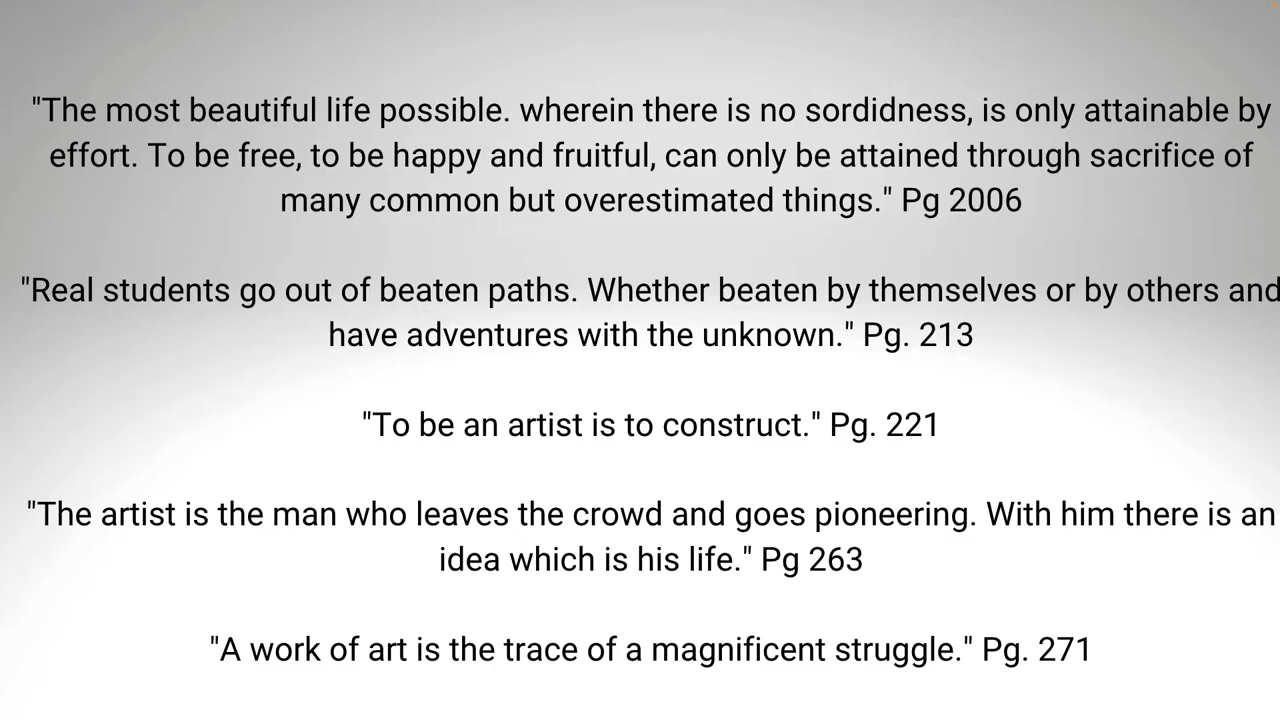 "The most beautiful life possible. wherein there is no sordidness, is only attainable by
effort. To be free, to be happy and fruitful, can only be attained through sacrifice of
many common but overestimated things." Pg 2006
"Real students go out of beaten paths. Whether beaten by themselves or by others and
have adventures with the unknown." Pg. 213
"To be an artist is to construct." Pg. 221
"The artist is the man who leaves the crowd and goes pioneering. With him there is an
idea which is his life." Pg 263
"A work of art is the trace of a magnificent struggle." Pg. 271